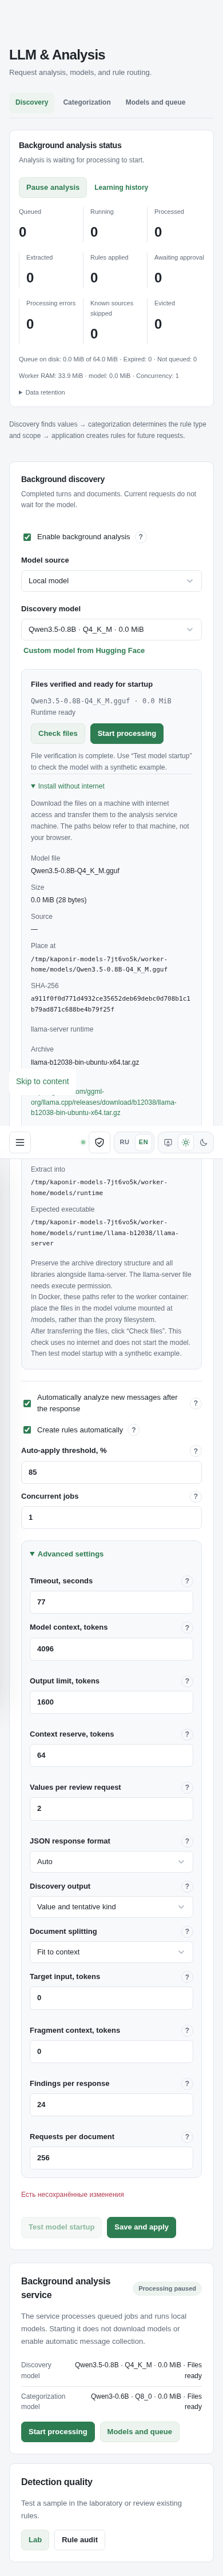 LLM & Analysis
Request analysis, models, and rule routing.
Discovery
Categorization
Models and queue
Background analysis status
Analysis is waiting for processing to start.
Pause analysis
Learning history
Queued
Running
Processed
0
0
0
Extracted
Rules applied
Awaiting approval
0
0
0
Processing errors
Known sources
skipped
Evicted
0
0
0
Queue on disk: 0.0 MiB of 64.0 MiB · Expired: 0 · Not queued: 0
Worker RAM: 33.9 MiB · model: 0.0 MiB · Concurrency: 1
Data retention
Discovery finds values → categorization determines the rule type
and scope → application creates rules for future requests.
Background discovery
Completed turns and documents. Current requests do not
wait for the model.
Enable background analysis ?
Model source
Local model
Discovery model
Qwen3.5-0.8B · Q4_K_M · 0.0 MiB
Custom model from Hugging Face
Files verified and ready for startup
Qwen3.5-0.8B-Q4_K_M.gguf · 0.0 MiB
Runtime ready
Check files
Start processing
File verification is complete. Use “Test model startup”
to check the model with a synthetic example.
Install without internet
Download the files on a machine with internet
access and transfer them to the analysis service
machine. The paths below refer to that machine, not
your browser.
Model file
Qwen3.5-0.8B-Q4_K_M.gguf
Size
0.0 MiB (28 bytes)
Source
—
Place at
/tmp/kaponir-models-7jt6vo5k/worker-
home/models/Qwen3.5-0.8B-Q4_K_M.gguf
SHA-256
a911f0f0d771d4932ce35652deb69debc0d708b1c1
b79ad871c688be4b79f25f
llama-server runtime
Archive
llama-b12038-bin-ubuntu-x64.tar.gz
Skip to content
com/ggml-
org/llama.cpp/releases/download/b12038/llama-
b12038-bin-ubuntu-x64.tar.gz
RU
EN
Extract into
/tmp/kaponir-models-7jt6vo5k/worker-
home/models/runtime
Expected executable
/tmp/kaponir-models-7jt6vo5k/worker-
home/models/runtime/llama-b12038/llama-
server
Preserve the archive directory structure and all
libraries alongside llama-server. The llama-server file
needs execute permission.
In Docker, these paths refer to the worker container:
place the files in the model volume mounted at
/models, rather than the proxy filesystem.
After transferring the files, click “Check files”. This
check uses no internet and does not start the model.
Then test model startup with a synthetic example.
Automatically analyze new messages after
the response
?
Create rules automatically ?
Auto-apply threshold, % ?
85
Concurrent jobs ?
1
Advanced settings
Timeout, seconds ?
77
Model context, tokens ?
4096
Output limit, tokens ?
1600
Context reserve, tokens ?
64
Values per review request ?
2
JSON response format ?
Auto
Discovery output ?
Value and tentative kind
Document splitting ?
Fit to context
Target input, tokens ?
0
Fragment context, tokens ?
0
Findings per response ?
24
Requests per document ?
256
Есть несохранённые изменения
Test model startup
Save and apply
Background analysis
service
Processing paused
The service processes queued jobs and runs local
models. Starting it does not download models or
enable automatic message collection.
Discovery
model
Qwen3.5-0.8B · Q4_K_M · 0.0 MiB · Files
ready
Categorization
model
Qwen3-0.6B · Q8_0 · 0.0 MiB · Files
ready
Start processing
Models and queue
Detection quality
Test a sample in the laboratory or review existing
rules.
Lab
Rule audit